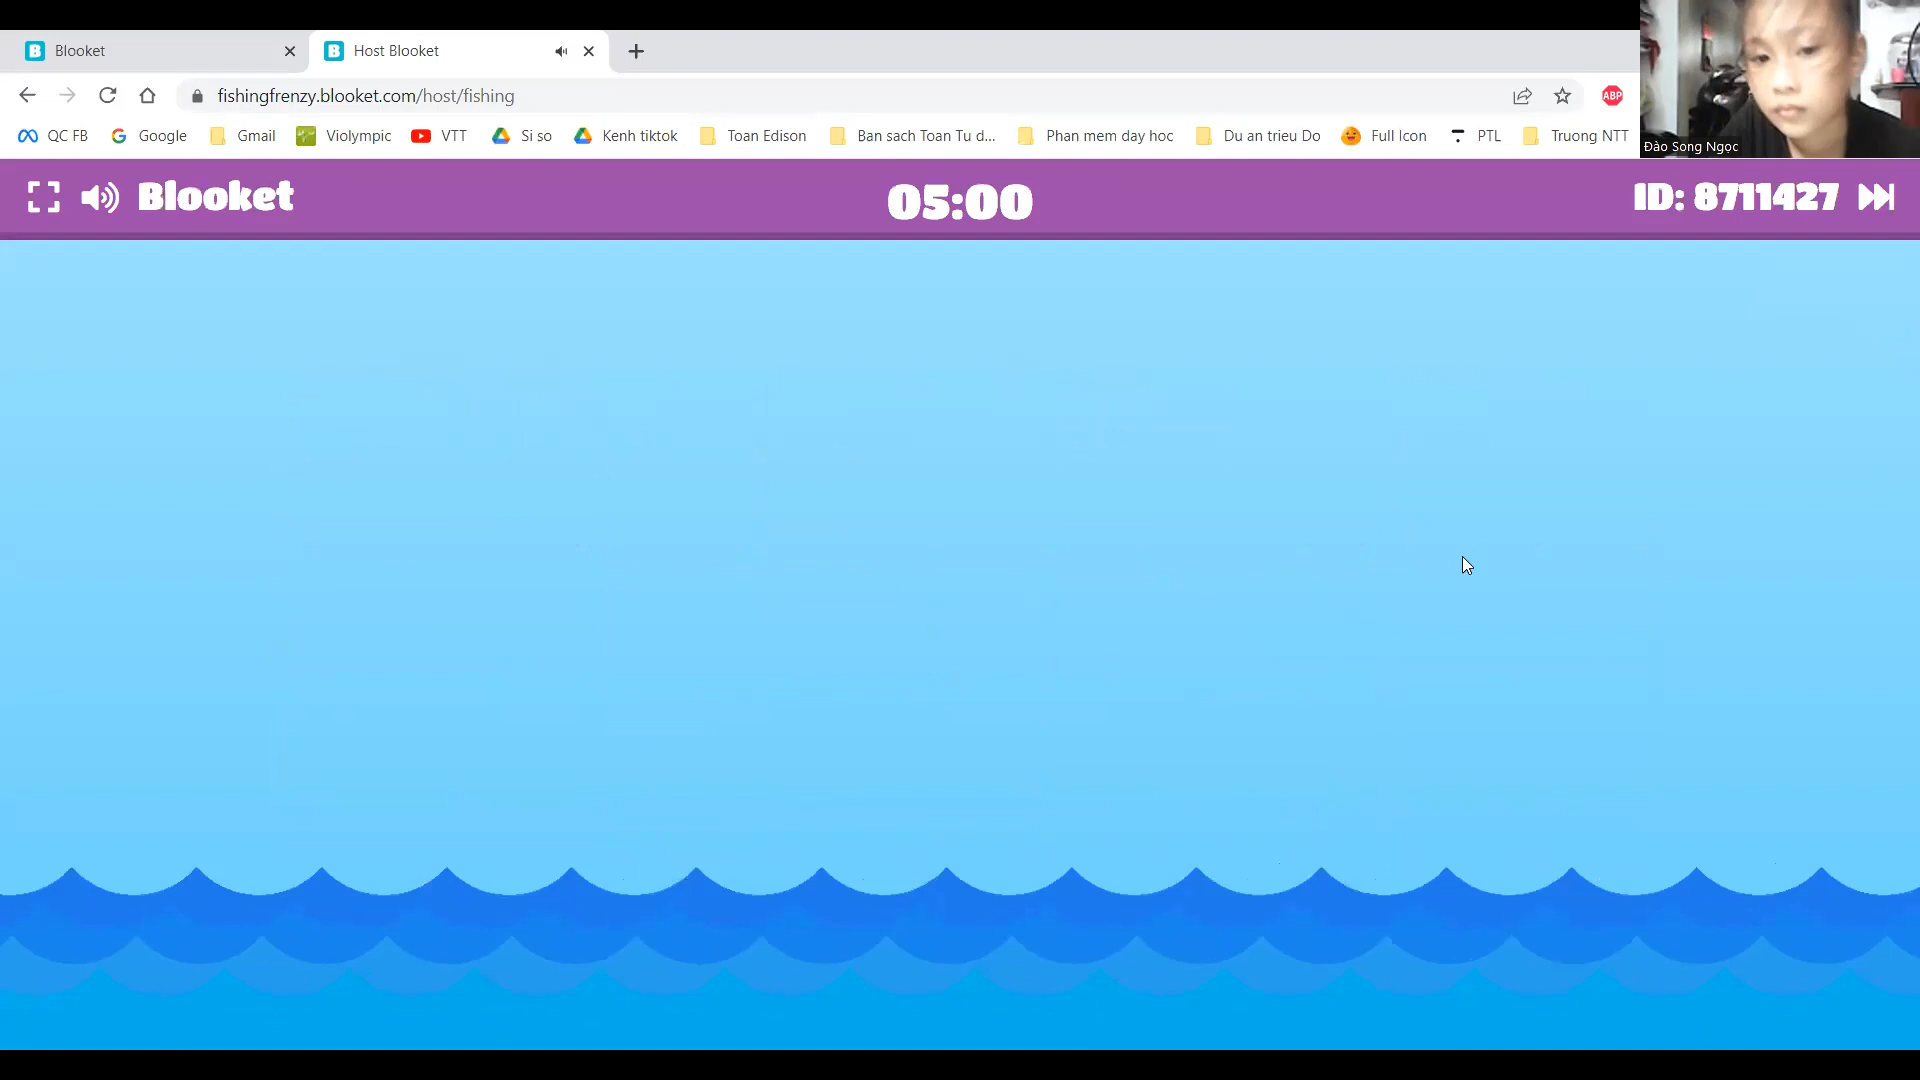 Blooket
Host Blooket
fishingfrenzy.blooket.com/host/fishing
ABP
QC FB
Google
Gmail
Violympic
VTT
Si so
Kenh tiktok
Toan Edison
Ban sach Toan Tu d...
Phan mem day hoc
Du an trieu Do
Full Icon
PTL
Truong NTT
Đào Song Ngọc
Blooket
05:00
ID: 8711427